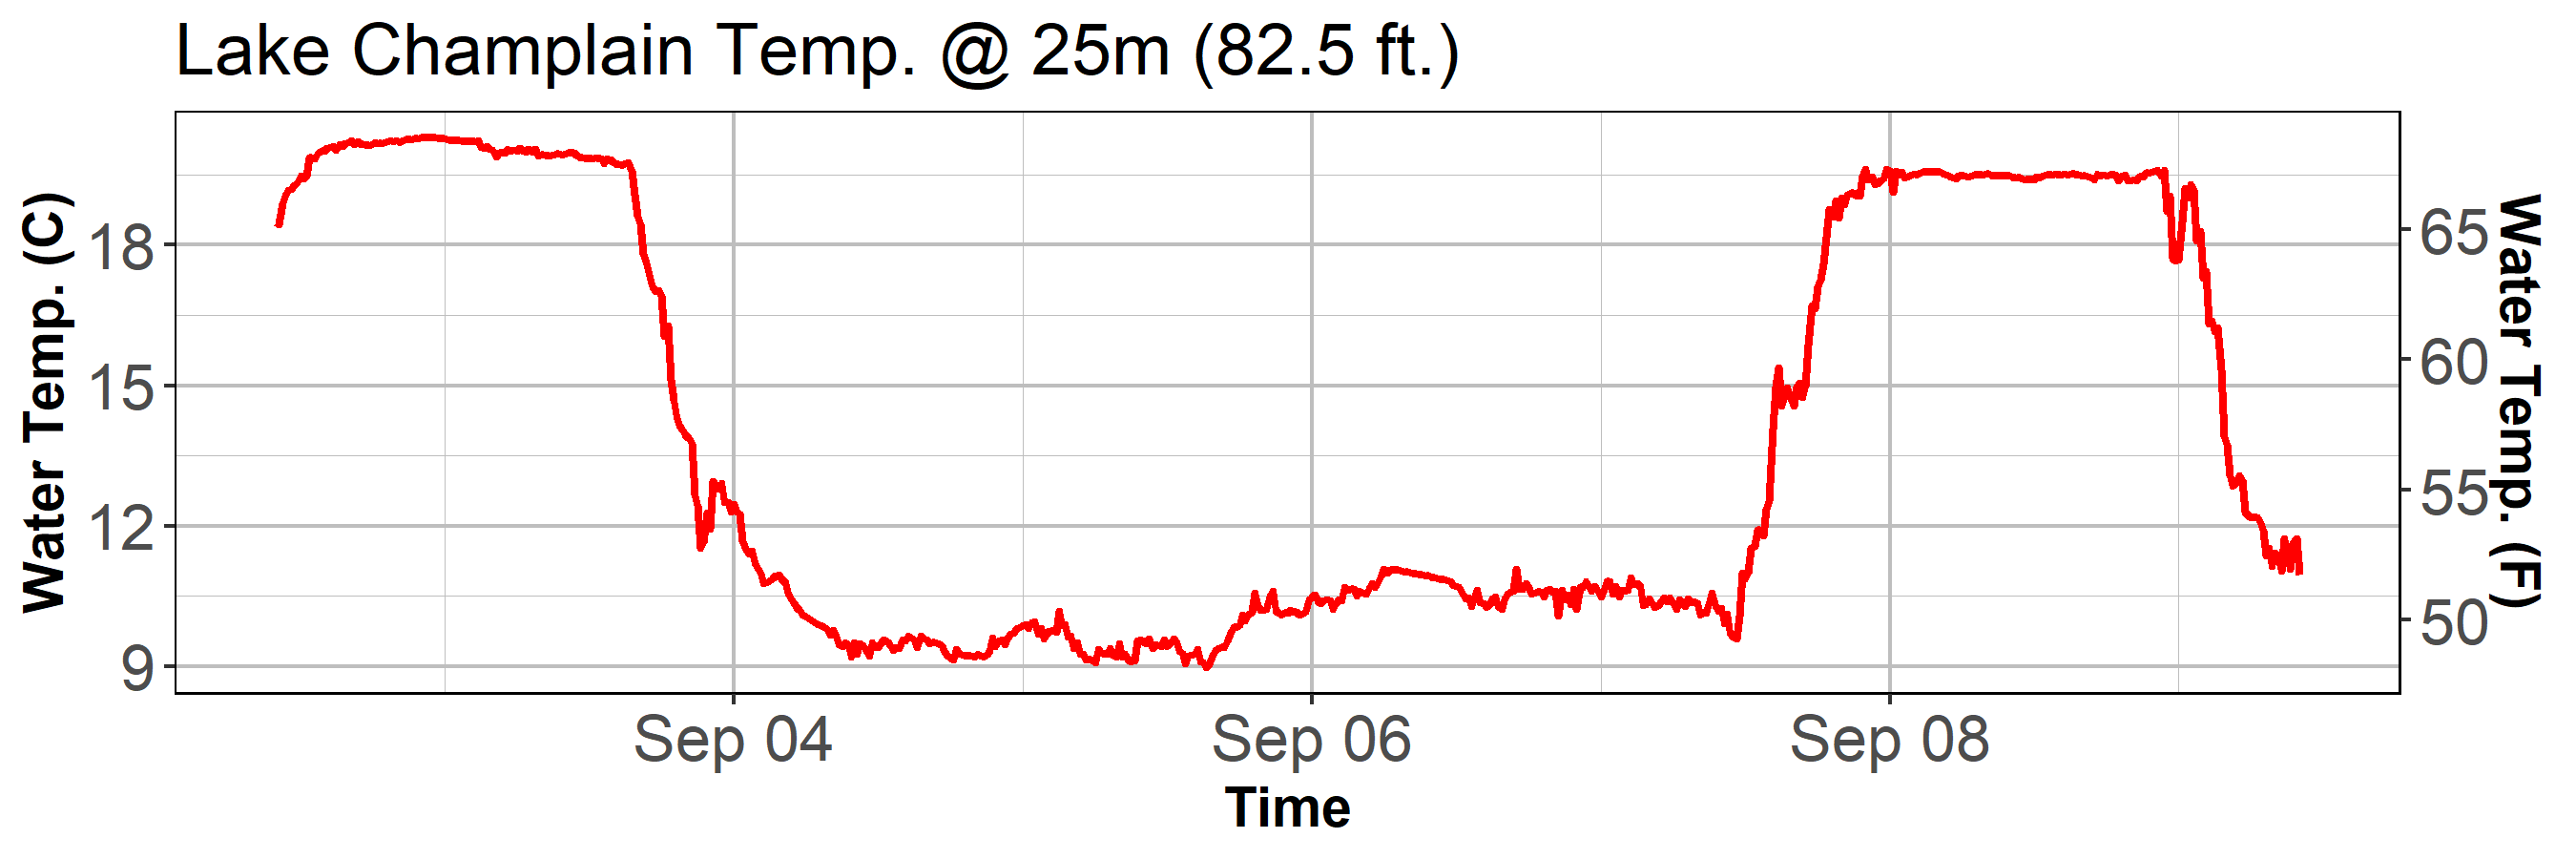 Lake Champlain Temp. @ 25m (82.5 ft.)
Water Temp. (C)
18
15
12
9
65
60
55
50
Water Temp. (F)
Sep 04
Sep 06
Sep 08
Time